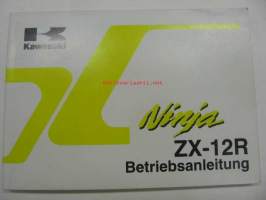 Kawasaki
Ninja
ZX-12R
Betriebsanleitung